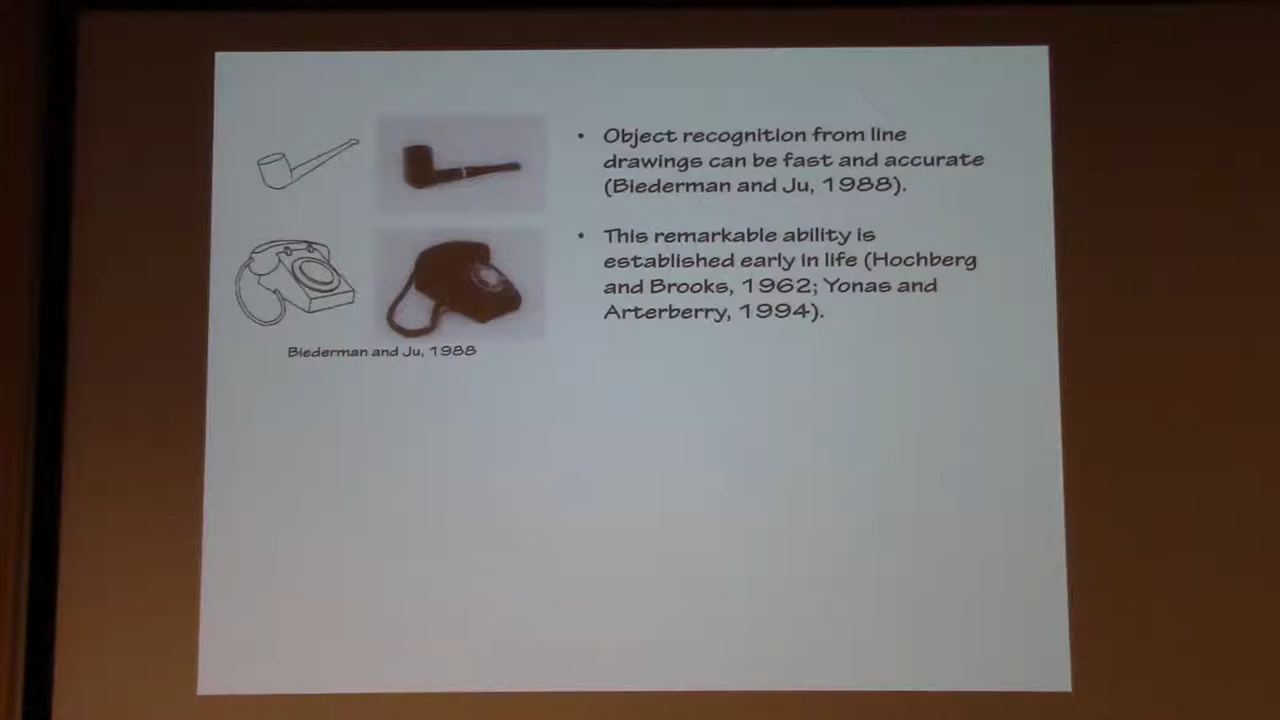 • Object recognition from line
drawings can be fast and accurate
(Biederman and Ju, 1988).
• This remarkable ability is
established early in life (Hochberg
and Brooks, 1962; Yonas and
Arterberry, 1994).
Biederman and Ju, 1988